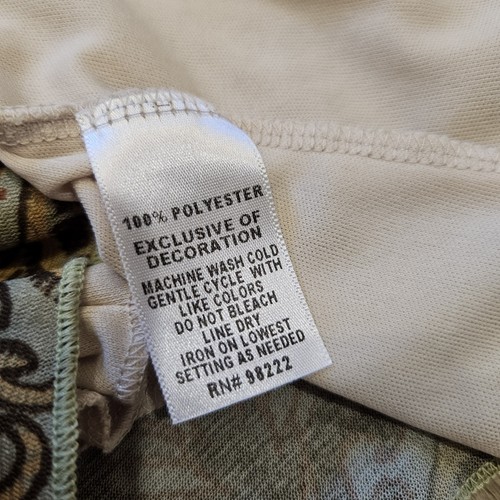 100% POLYESTER
EXCLUSIVE OF
DECORATION
MACHINE WASH COLD
GENTLE CYCLE WITH
LIKE COLORS
DO NOT BLEACH
LINE DRY
IRON ON LOWEST
SETTING AS NEEDED
RN# 98222